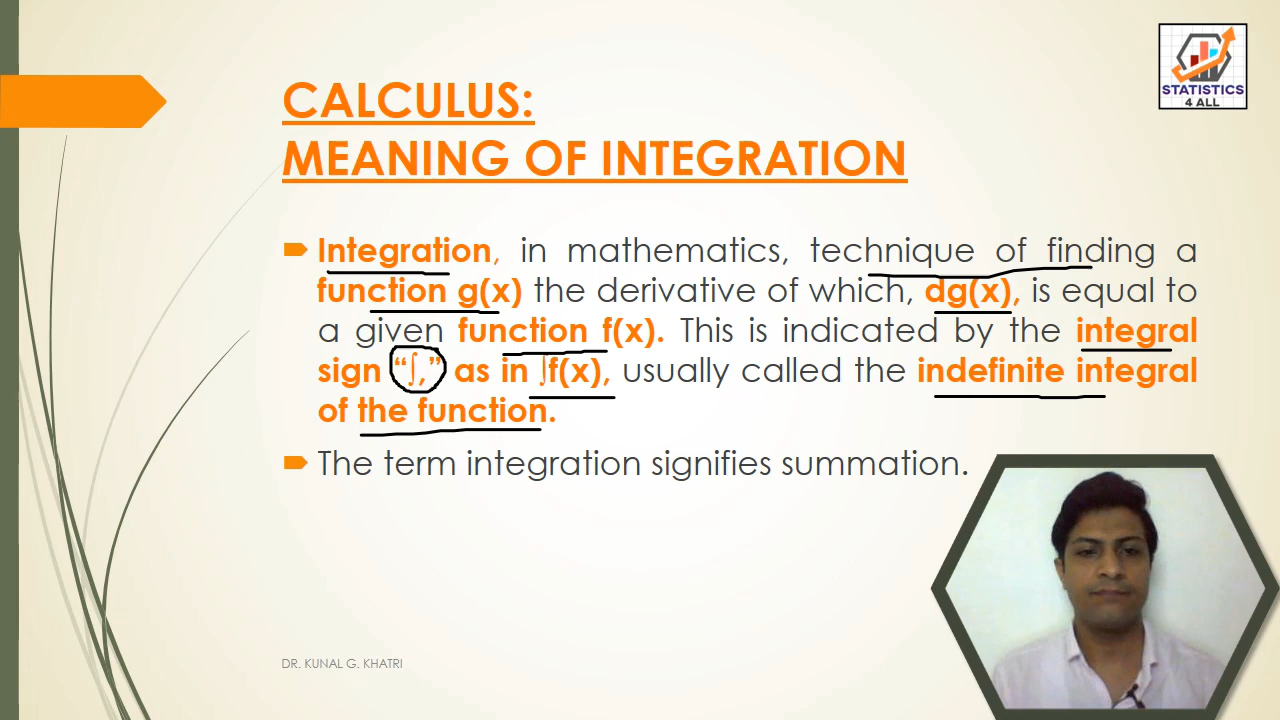 STATISTICS
4 ALL
CALCULUS:
MEANING OF INTEGRATION
Integration, in mathematics, technique of finding a
function g(x) the derivative of which, dg(x), is equal to
a given function f(x). This is indicated by the integral
sign “∫,” as in ∫f(x), usually called the indefinite integral
of the function.
The term integration signifies summation.
DR. KUNAL G. KHATRI